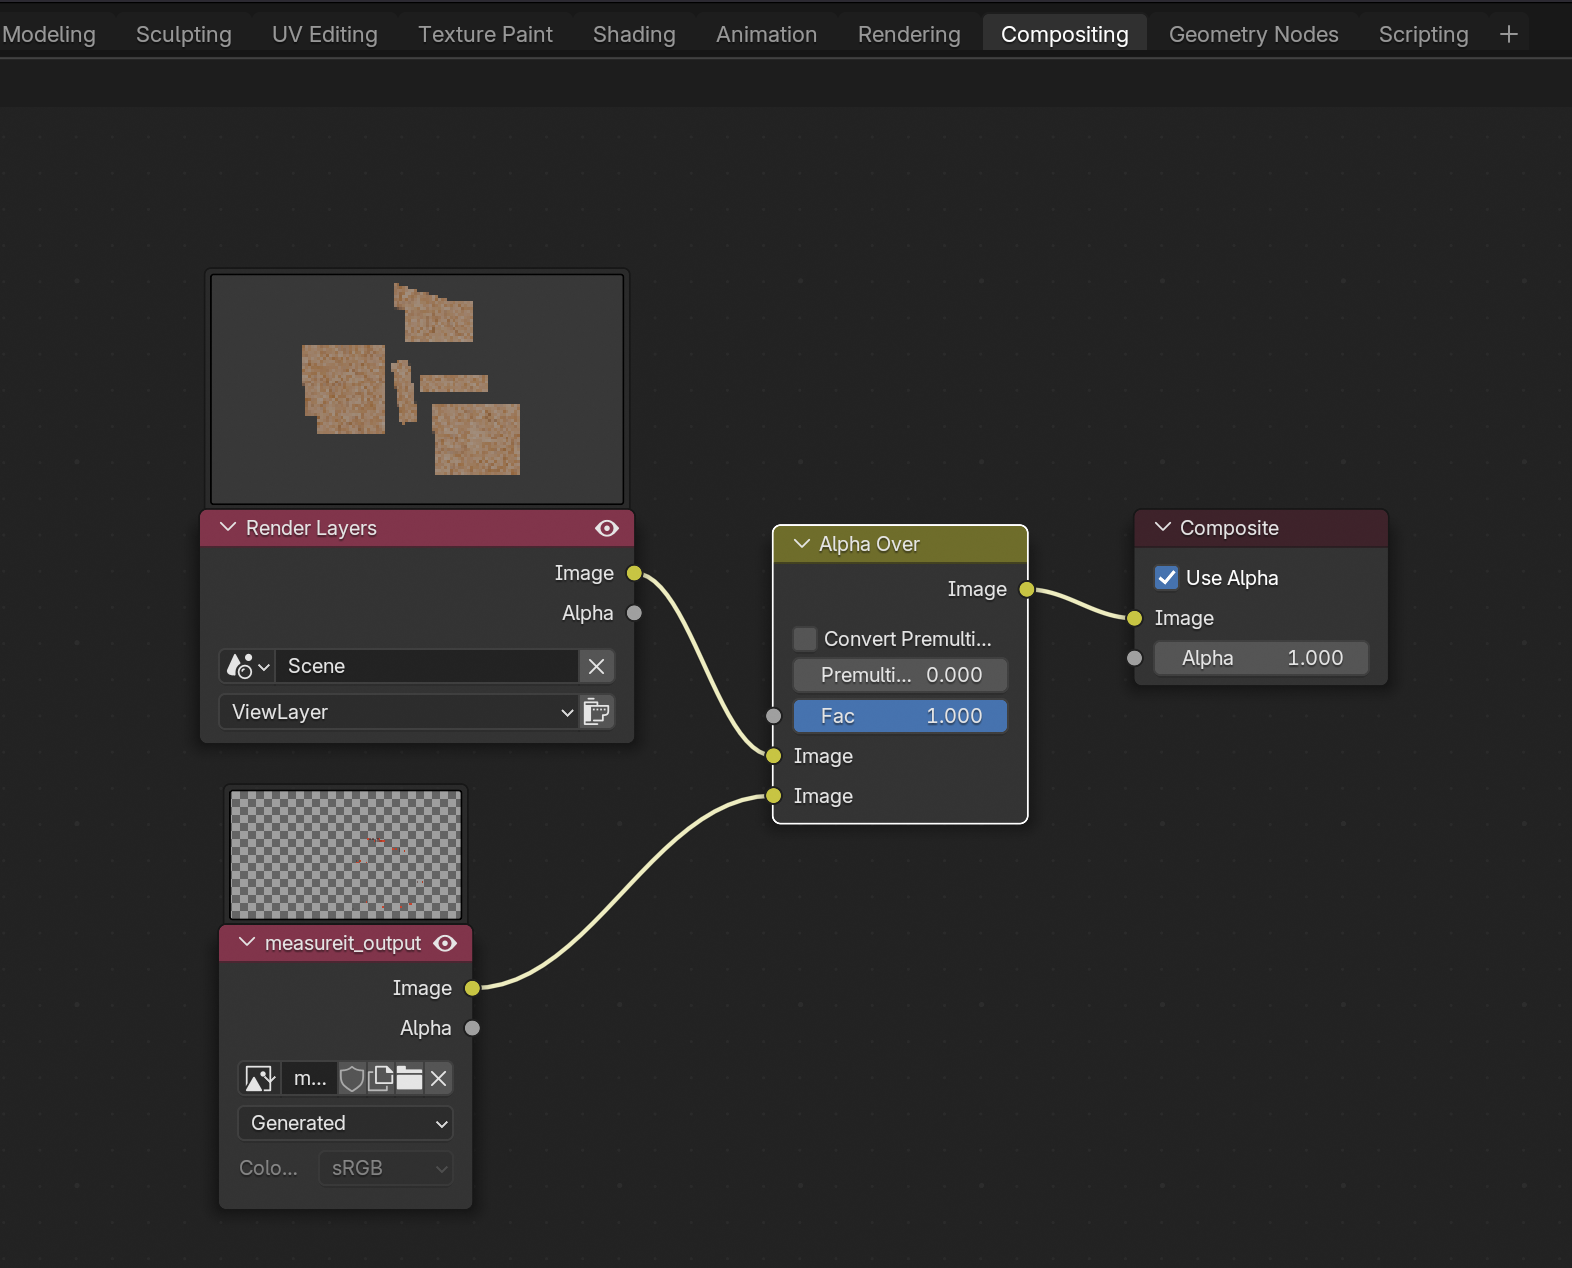 Modeling Sculpting UV Editing Texture Paint Shading Animation Rendering Compositing Geometry Nodes Scripting +
Render Layers
Image
Alpha
Scene
ViewLayer
measureit_output
Image
Alpha
m...
Generated
Colo... sRGB
Alpha Over
Image
Convert Premulti...
Premulti... 0.000
Fac 1.000
Image
Image
Composite
Use Alpha
Image
Alpha 1.000